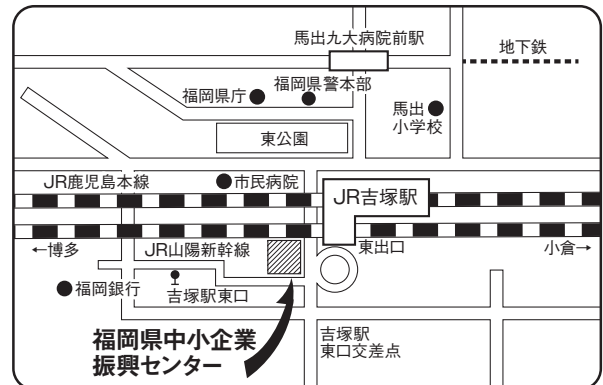 馬出九大病院前駅
地下鉄
福岡県警本部
福岡県庁
馬出
小学校
東公園
JR鹿児島本線
市民病院
JR吉塚駅
←博多
JR山陽新幹線
東出口
小倉→
福岡銀行
吉塚駅東口
福岡県中小企業
振興センター
吉塚駅
東口交差点